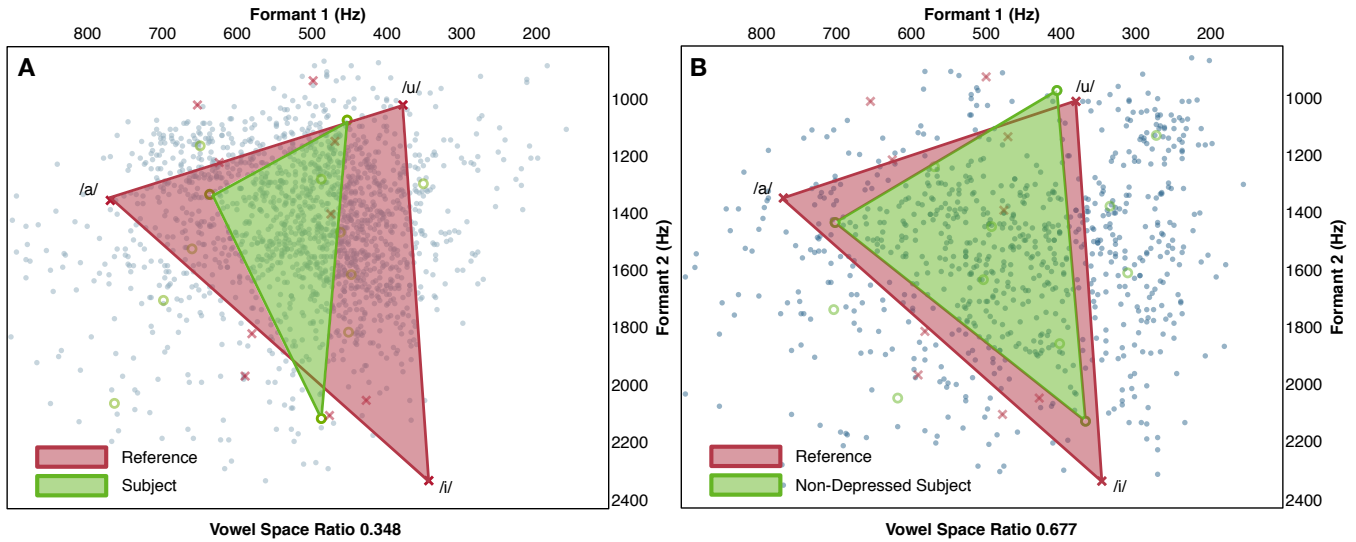 Formant 1 (Hz)
800 700 600 500 400 300 200
A
/u/
/a/
/i/
1000
1200
1400
1600
1800
2000
2200
2400
Formant 2 (Hz)
Reference
Subject
Vowel Space Ratio 0.348
Formant 1 (Hz)
800 700 600 500 400 300 200
B
/u/
/a/
/i/
1000
1200
1400
1600
1800
2000
2200
2400
Formant 2 (Hz)
Reference
Non-Depressed Subject
Vowel Space Ratio 0.677